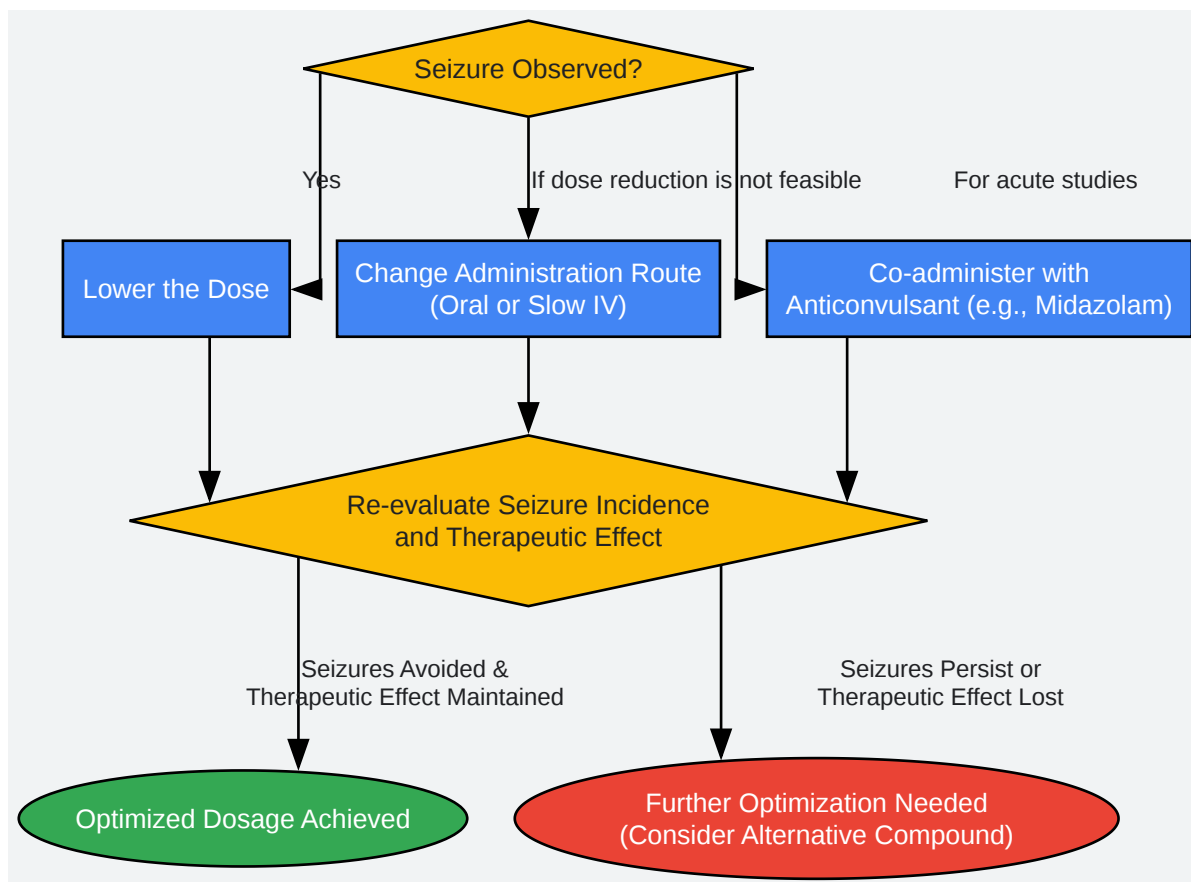 Seizure Observed?
Yes
If dose reduction is not feasible
For acute studies
Lower the Dose
Change Administration Route
(Oral or Slow IV)
Co-administer with
Anticonvulsant (e.g., Midazolam)
Re-evaluate Seizure Incidence
and Therapeutic Effect
Seizures Avoided &
Therapeutic Effect Maintained
Seizures Persist or
Therapeutic Effect Lost
Optimized Dosage Achieved
Further Optimization Needed
(Consider Alternative Compound)